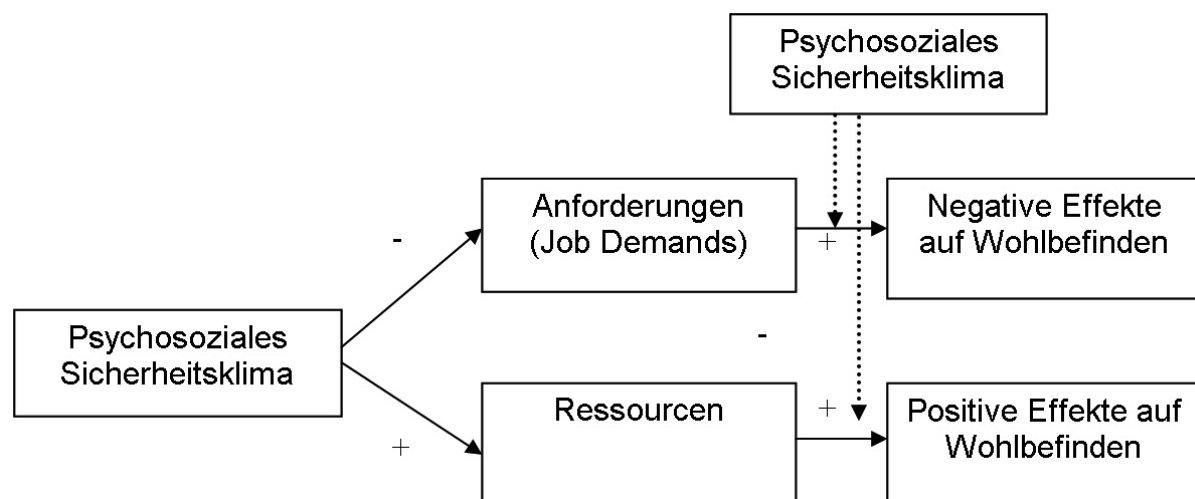 Psychosoziales
Sicherheitsklima
Anforderungen
(Job Demands)
Negative Effekte
auf Wohlbefinden
-
+
Psychosoziales
Sicherheitsklima
-
Ressourcen
+
Positive Effekte auf
Wohlbefinden
+